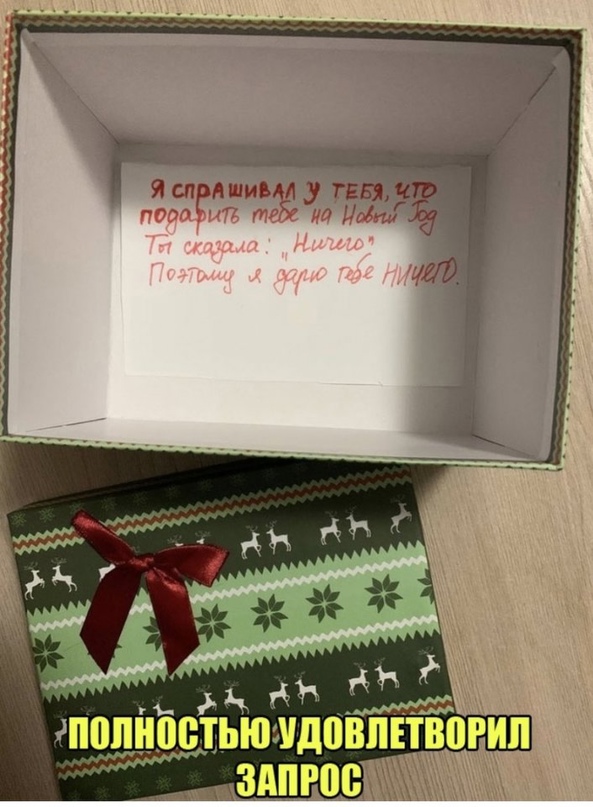 Я СПРАШИВАЛ У ТЕБЯ, ЧТО
подарить тебе на Новый Год
Ты сказала: „Ничего"
Поэтому я дарю тебе НИЧЕГО.
ПОЛНОСТЬЮ УДОВЛЕТВОРИЛ
ЗАПРОС